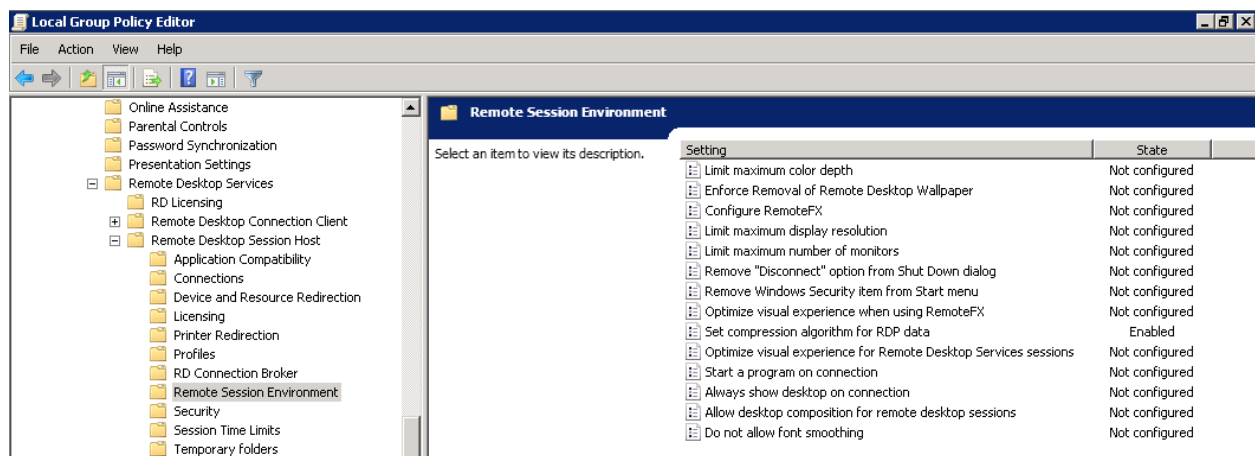 Local Group Policy Editor
File Action View Help
Online Assistance
Parental Controls
Password Synchronization
Presentation Settings
Remote Desktop Services
RD Licensing
Remote Desktop Connection Client
Remote Desktop Session Host
Application Compatibility
Connections
Device and Resource Redirection
Licensing
Printer Redirection
Profiles
RD Connection Broker
Remote Session Environment
Security
Session Time Limits
Temporary folders
Remote Session Environment
Select an item to view its description.
Setting State
Limit maximum color depth Not configured
Enforce Removal of Remote Desktop Wallpaper Not configured
Configure RemoteFX Not configured
Limit maximum display resolution Not configured
Limit maximum number of monitors Not configured
Remove "Disconnect" option from Shut Down dialog Not configured
Remove Windows Security item from Start menu Not configured
Optimize visual experience when using RemoteFX Not configured
Set compression algorithm for RDP data Enabled
Optimize visual experience for Remote Desktop Services sessions Not configured
Start a program on connection Not configured
Always show desktop on connection Not configured
Allow desktop composition for remote desktop sessions Not configured
Do not allow font smoothing Not configured